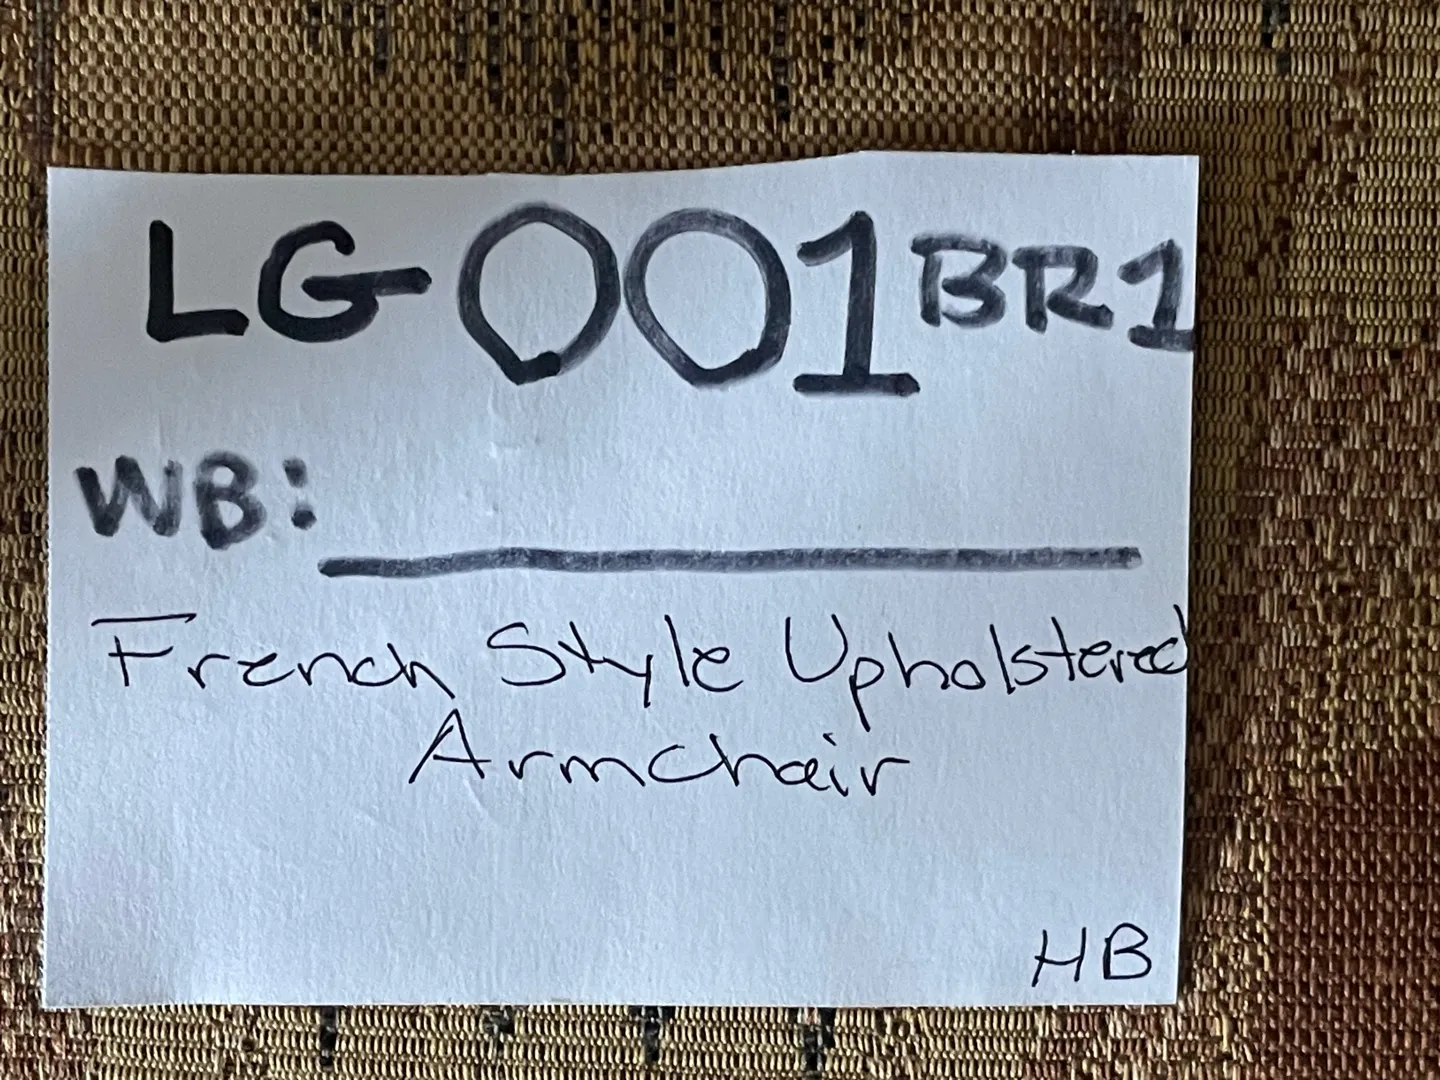 LG-001BR1
WB:
French Style Upholstered
Armchair
HB